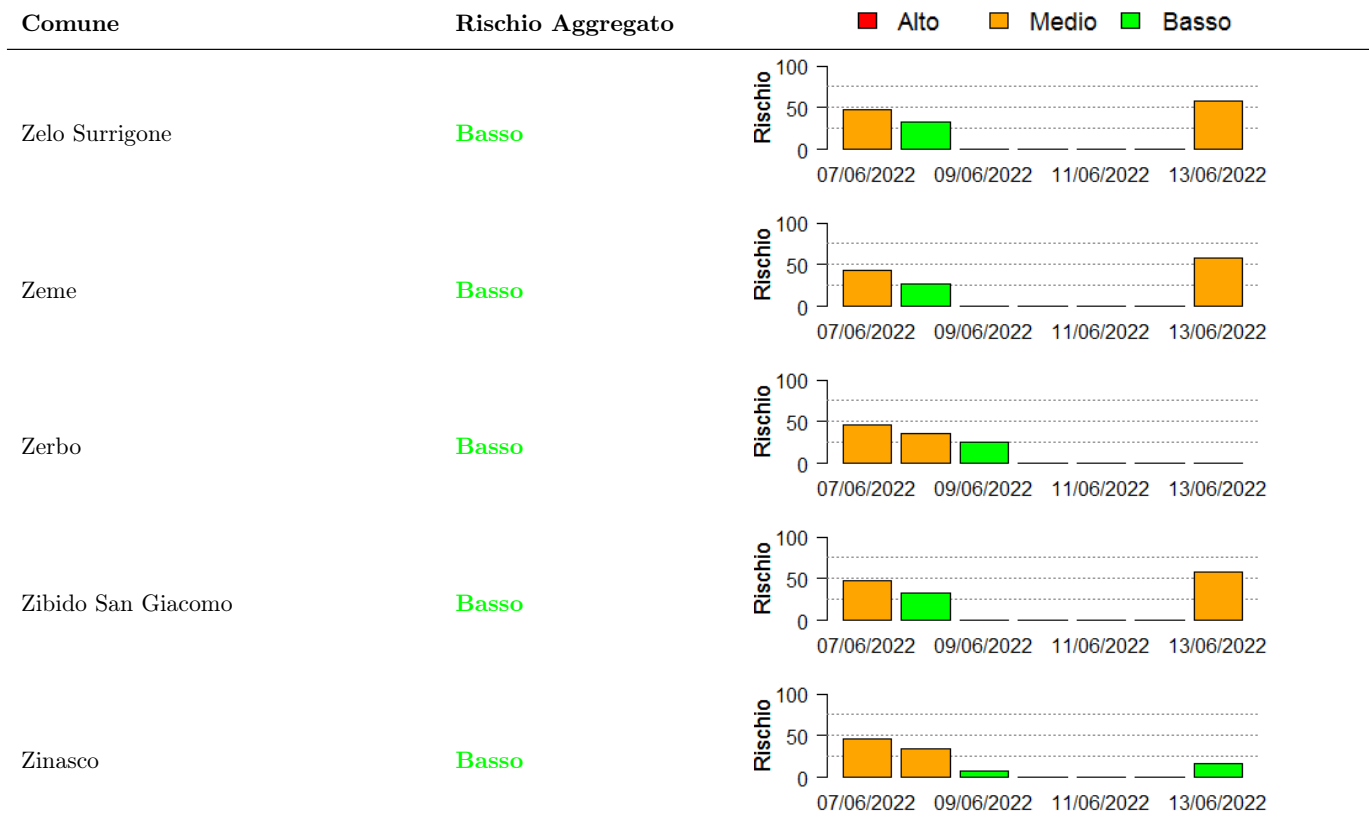 Comune Rischio Aggregato Alto Medio Basso
100
50
0
Rischio
Zelo Surrigone Basso
07/06/2022 09/06/2022 11/06/2022 13/06/2022
100
50
0
Rischio
Zeme Basso
07/06/2022 09/06/2022 11/06/2022 13/06/2022
100
50
0
Rischio
Zerbo Basso
07/06/2022 09/06/2022 11/06/2022 13/06/2022
100
50
0
Rischio
Zibido San Giacomo Basso
07/06/2022 09/06/2022 11/06/2022 13/06/2022
100
50
0
Rischio
Zinasco Basso
07/06/2022 09/06/2022 11/06/2022 13/06/2022